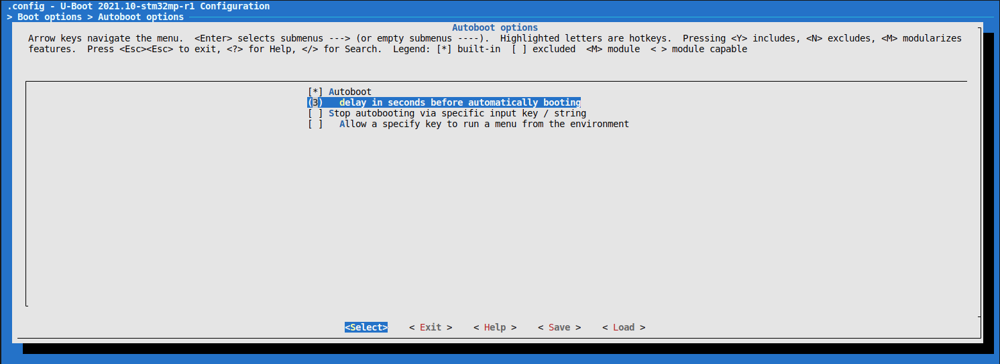 .config - U-Boot 2021.10-stm32mp-r1 Configuration
> Boot options > Autoboot options
Autoboot options
Arrow keys navigate the menu.  <Enter> selects submenus ---> (or empty submenus ----).  Highlighted letters are hotkeys.  Pressing <Y> includes, <N> excludes, <M> modularizes
features.  Press <Esc><Esc> to exit, <?> for Help, </> for Search.  Legend: [*] built-in  [ ] excluded  <M> module  < > module capable
[*] Autoboot
(3)   delay in seconds before automatically booting
[ ] Stop autobooting via specific input key / string
[ ]   Allow a specify key to run a menu from the environment
<Select>    < Exit >    < Help >    < Save >    < Load >